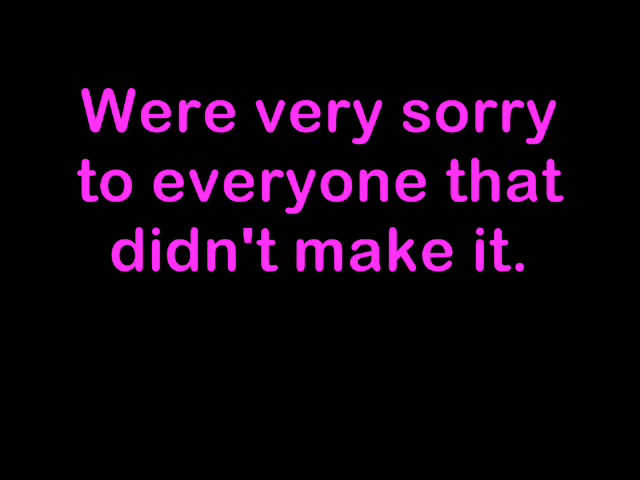 Were very sorry
to everyone that
didn't make it.